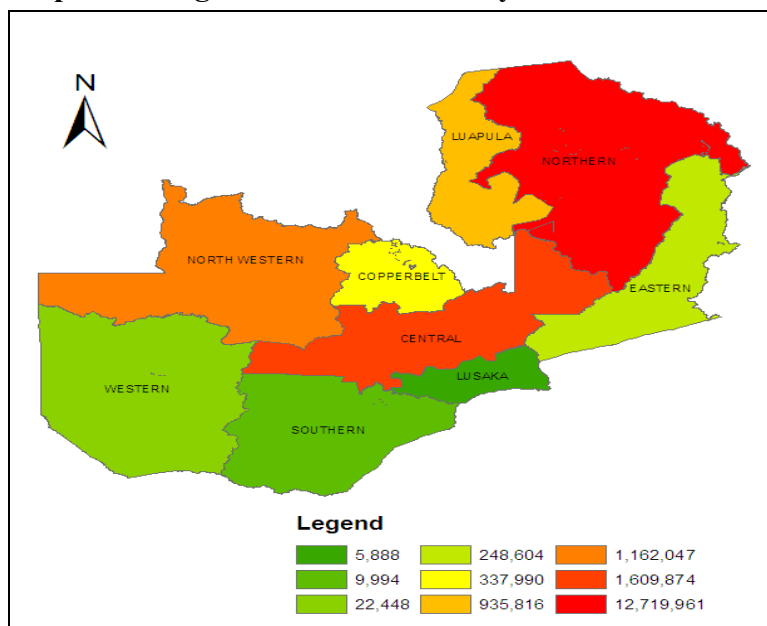 N
LUAPULA
NORTHERN
NORTH WESTERN
COPPERBELT
EASTERN
CENTRAL
LUSAKA
WESTERN
SOUTHERN
Legend
5,888 248,604 1,162,047
9,994 337,990 1,609,874
22,448 935,816 12,719,961